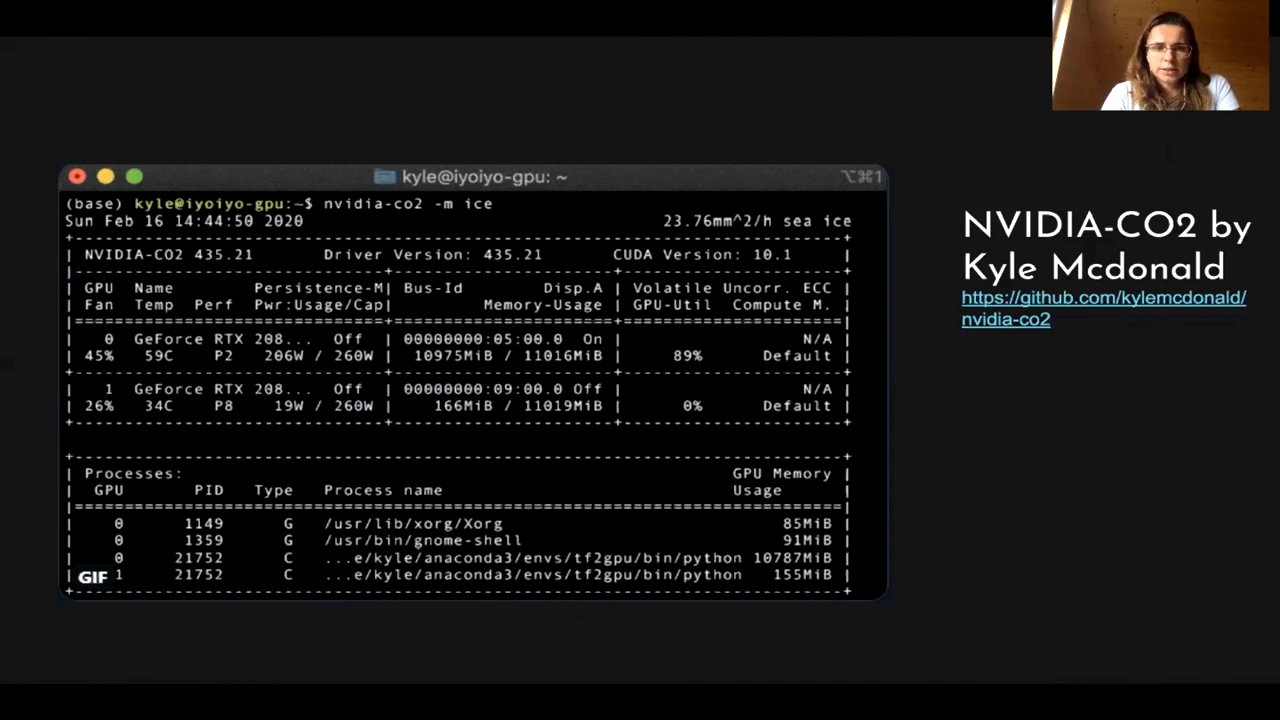 kyle@iyoiyo-gpu: ~ ⌥⌘1
(base) kyle@iyoiyo-gpu:~$ nvidia-co2 -m ice
Sun Feb 16 14:44:50 2020 23.76mm^2/h sea ice
+-----------------------------------------------------------------------------+
| NVIDIA-CO2 435.21 Driver Version: 435.21 CUDA Version: 10.1 |
|-------------------------------+----------------------+----------------------+
| GPU Name Persistence-M| Bus-Id Disp.A | Volatile Uncorr. ECC
| Fan Temp Perf Pwr:Usage/Cap| Memory-Usage | GPU-Util Compute M. |
|===============================+======================+======================|
| 0 GeForce RTX 208... Off | 00000000:05:00.0 On | N/A |
| 45% 59C P2 206W / 260W | 10975MiB / 11016MiB | 89% Default |
+-------------------------------+----------------------+----------------------+
| 1 GeForce RTX 208... Off | 00000000:09:00.0 Off | N/A |
| 26% 34C P8 19W / 260W | 166MiB / 11019MiB | 0% Default |
+-------------------------------+----------------------+----------------------+
+-----------------------------------------------------------------------------+
| Processes: GPU Memory |
| GPU PID Type Process name Usage |
|=============================================================================|
| 0 1149 G /usr/lib/xorg/Xorg 85MiB |
| 0 1359 G /usr/bin/gnome-shell 91MiB |
| 0 21752 C ...e/kyle/anaconda3/envs/tf2gpu/bin/python 10787MiB |
| 1 21752 C ...e/kyle/anaconda3/envs/tf2gpu/bin/python 155MiB |
+-----------------------------------------------------------------------------+
GIF
NVIDIA-CO2 by
Kyle Mcdonald
https://github.com/kylemcdonald/
nvidia-co2